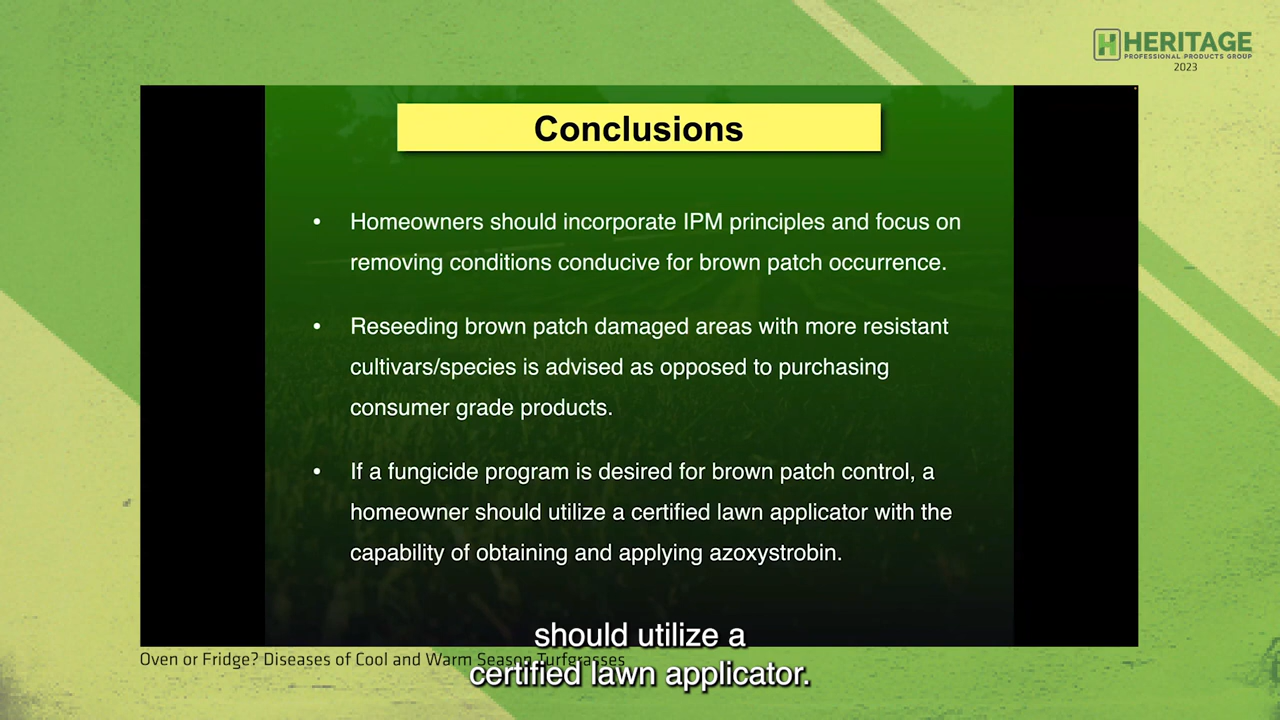 HERITAGE
PROFESSIONAL PRODUCTS GROUP
2023
Conclusions
• Homeowners should incorporate IPM principles and focus on
removing conditions conducive for brown patch occurrence.
• Reseeding brown patch damaged areas with more resistant
cultivars/species is advised as opposed to purchasing
consumer grade products.
• If a fungicide program is desired for brown patch control, a
homeowner should utilize a certified lawn applicator with the
capability of obtaining and applying azoxystrobin.
should utilize a
Oven or Fridge? Diseases of Cool and Warm Season Turfgrasses
certified lawn applicator.